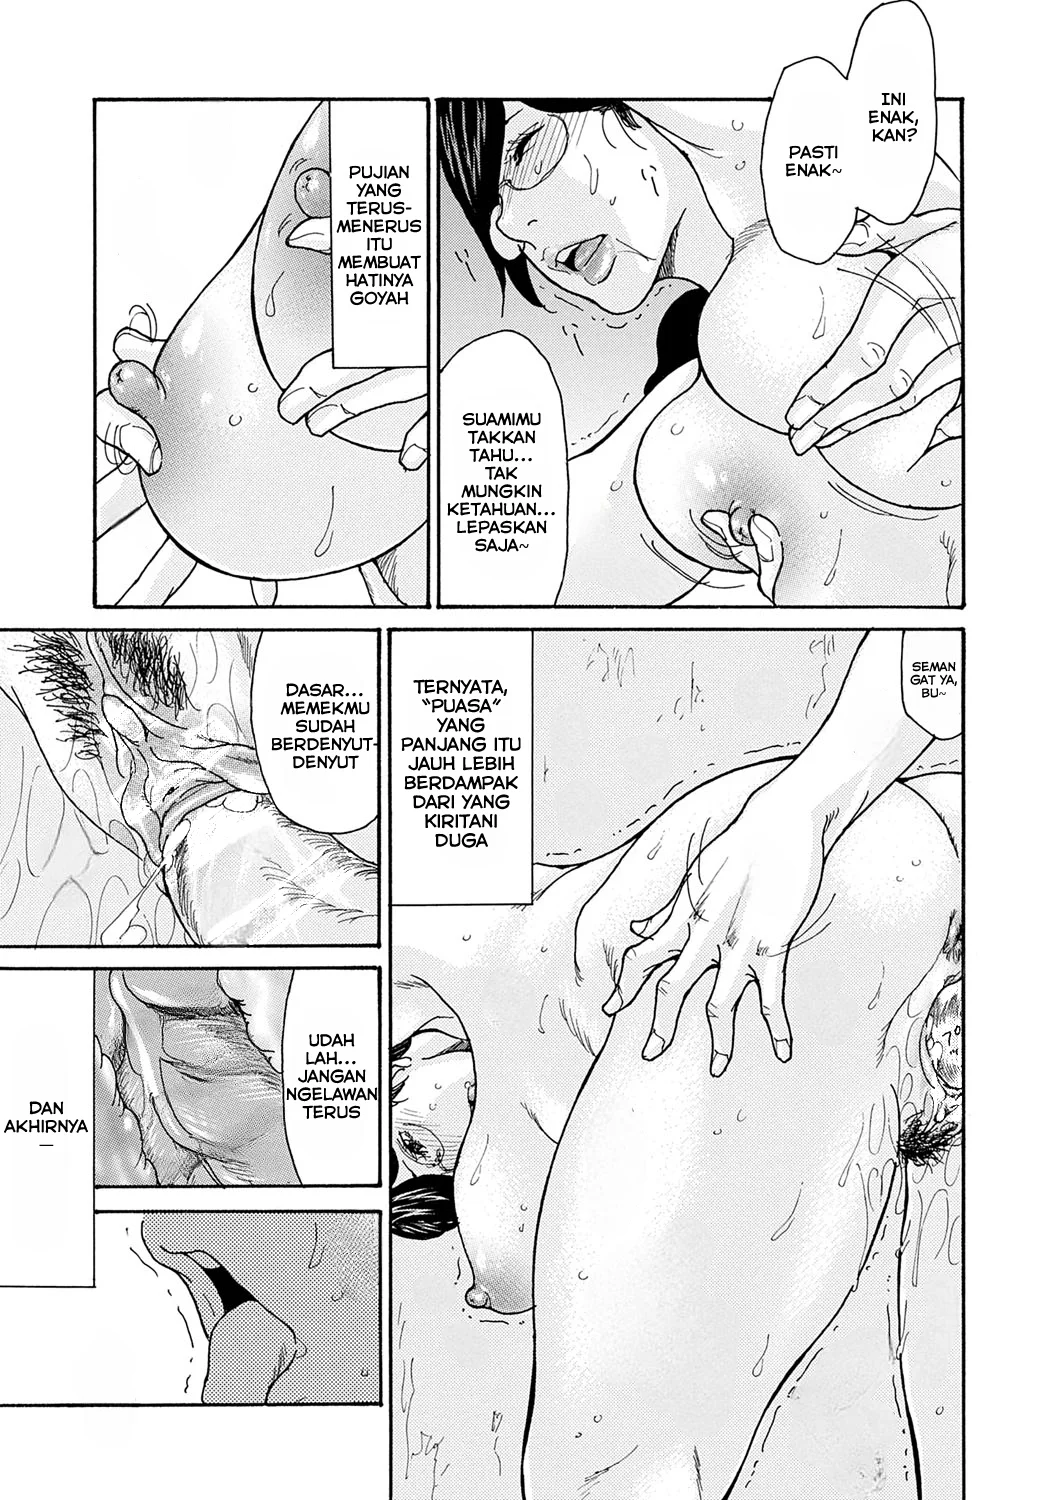 INI
ENAK,
KAN?
PASTI
ENAK~
SUAMIMU
TAKKAN
TAHU...
TAK
MUNGKIN
KETAHUAN...
LEPASKAN
SAJA~
PUJIAN
YANG
TERUS-
MENERUS
ITU
MEMBUAT
HATINYA
GOYAH
SEMAN
GAT YA,
BU~
TERNYATA,
“PUASA”
YANG
PANJANG ITU
JAUH LEBIH
BERDAMPAK
DARI YANG
KIRITANI
DUGA
DASAR...
MEMEKMU
SUDAH
BERDENYUT-
DENYUT
UDAH
LAH...
JANGAN
NGELAWAN
TERUS
DAN
AKHIRNYA
—